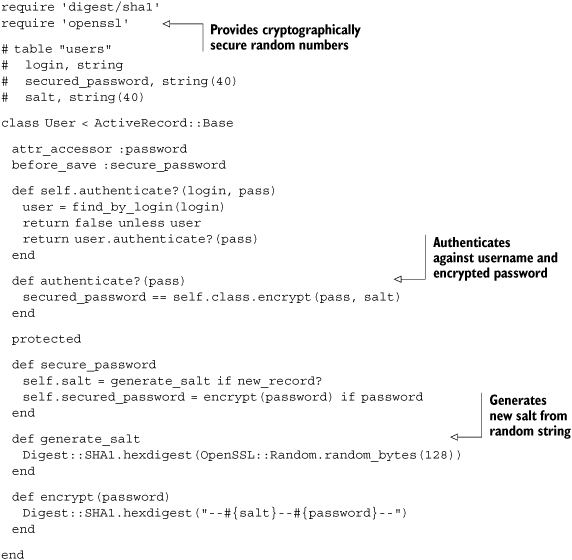 require 'digest/sha1'
require 'openssl'
Provides cryptographically
secure random numbers
# table "users"
#   login, string
#   secured_password, string(40)
#   salt, string(40)
class User < ActiveRecord::Base
  attr_accessor :password
  before_save :secure_password
  def self.authenticate?(login, pass)
    user = find_by_login(login)
    return false unless user
    return user.authenticate?(pass)
  end
Authenticates
against username and
encrypted password
  def authenticate?(pass)
    secured_password == self.class.encrypt(pass, salt)
  end
  protected
  def secure_password
    self.salt = generate_salt if new_record?
    self.secured_password = encrypt(password) if password
  end
Generates
new salt from
random string
  def generate_salt
    Digest::SHA1.hexdigest(OpenSSL::Random.random_bytes(128))
  end
  def encrypt(password)
    Digest::SHA1.hexdigest("--#{salt}--#{password}--")
  end
end